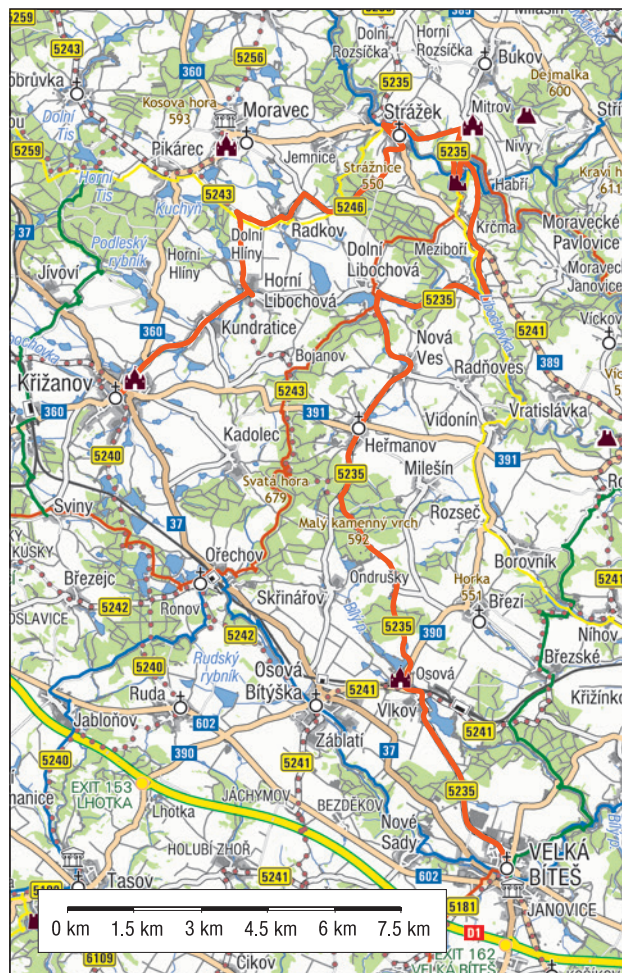 5259
5243
5256
5235
389
Milašín
Dolní
Rozsíčka
Horní
Rozsíčka
Bukov
360
Kosova hora
593
Moravec
Strážek
Dejmalka
600
Mitrov
Dolní
Tis
Pikárec
Jemnice
5235
Nivy
5259
Strážnice
550
Habří
Horní
Tis
5243
Kuchyň
5246
Krčma
Radkov
Moravecké
Pavlovice
37
Podleský
rybník
Horní
Hlíny
Dolní
Hlíny
Dolní
Libochová
Meziboří
Moravec
Janovice
Jívoví
Horní
Libochová
5235
Libochovka
360
Kundratice
5241
Víckov
Bojanov
Nová
Ves
Radňoves
389
Křižanov
5243
360
391
Vidonín
Vratislávka
Kadolec
Heřmanov
391
5240
5235
Milešín
Svatá hora
679
Rozseč
Sviny
37
Malý kamenný vrch
592
Ořechov
Borovník
Březejc
Ronov
Skřinářov
Ondrušky
Horka
551
Březí
5241
5242
5242
5235
390
Níhov
5240
Rudský
rybník
Osová
Bítýška
Osová
Březské
Ruda
5241
Křižínk
Jabloňov
602
Vlkov
390
Záblatí
37
5240
5241
5235
EXIT 153
LHOTKA
JÁCHYMOV
BEZDĚKOV
Lhotka
Nové
Sady
HOLUBÍ ZHOŘ
VELKÁ
BÍTEŠ
602
Tasov
5241
5181
JANOVICE
0 km
1.5 km
3 km
4.5 km
6 km
7.5 km
D1
6109
Čikov
EXIT 162
VELKÁ BÍTEŠ